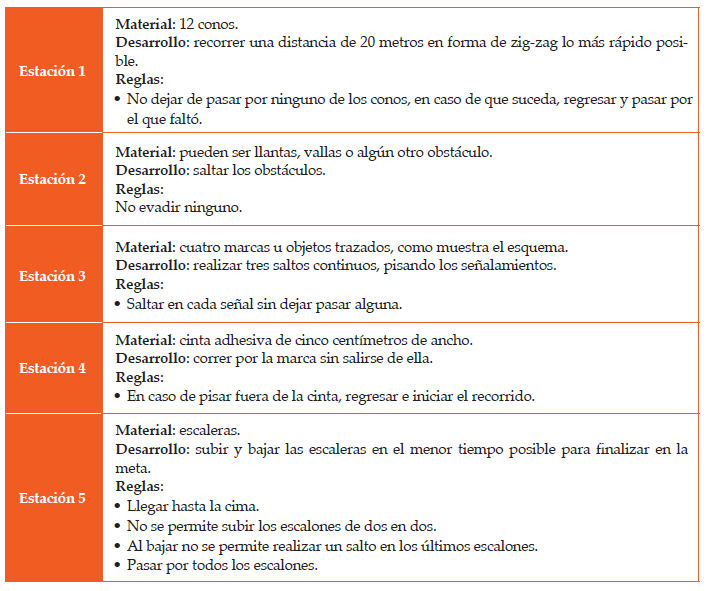 Estación 1
Material: 12 conos.
Desarrollo: recorrer una distancia de 20 metros en forma de zig-zag lo más rápido posi-
ble.
Reglas:
• No dejar de pasar por ninguno de los conos, en caso de que suceda, regresar y pasar por
el que faltó.
Estación 2
Material: pueden ser llantas, vallas o algún otro obstáculo.
Desarrollo: saltar los obstáculos.
Reglas:
No evadir ninguno.
Estación 3
Material: cuatro marcas u objetos trazados, como muestra el esquema.
Desarrollo: realizar tres saltos continuos, pisando los señalamientos.
Reglas:
• Saltar en cada señal sin dejar pasar alguna.
Estación 4
Material: cinta adhesiva de cinco centímetros de ancho.
Desarrollo: correr por la marca sin salirse de ella.
Reglas:
• En caso de pisar fuera de la cinta, regresar e iniciar el recorrido.
Estación 5
Material: escaleras.
Desarrollo: subir y bajar las escaleras en el menor tiempo posible para finalizar en la
meta.
Reglas:
• Llegar hasta la cima.
• No se permite subir los escalones de dos en dos.
• Al bajar no se permite realizar un salto en los últimos escalones.
• Pasar por todos los escalones.